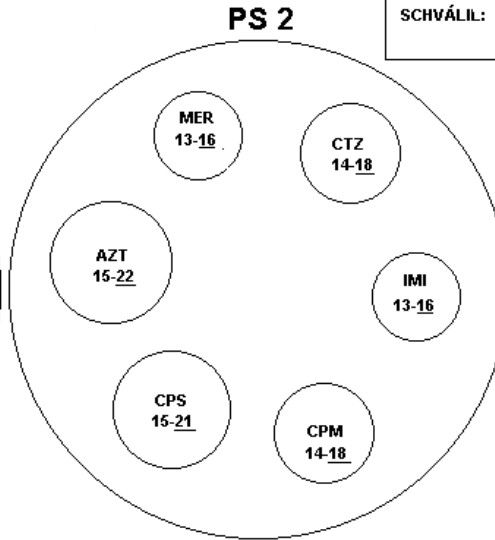 PS 2
SCHVÁLIL:
MER
13-16
CTZ
14-18
AZT
15-22
IMI
13-16
CPS
15-21
CPM
14-18